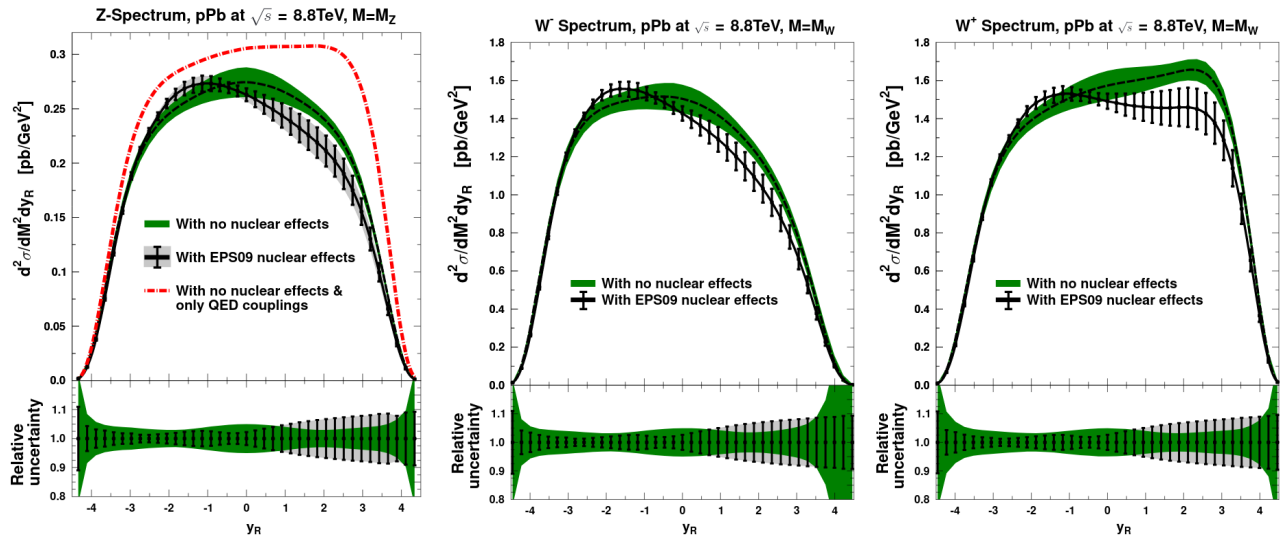 Z-Spectrum, pPb at √s = 8.8TeV, M=M_Z
d²σ/dM²dy_R [pb/GeV²]
0.3
0.25
0.2
0.15
0.1
0.05
0.0
With no nuclear effects
With EPS09 nuclear effects
With no nuclear effects &
only QED couplings
Relative
uncertainty
1.1
1.0
0.9
0.8
-4 -3 -2 -1 0 1 2 3 4
y_R
W⁻ Spectrum, pPb at √s = 8.8TeV, M=M_W
d²σ/dM²dy_R [pb/GeV²]
1.8
1.6
1.4
1.2
1.0
0.8
0.6
0.4
0.2
0.0
With no nuclear effects
With EPS09 nuclear effects
Relative
uncertainty
1.1
1.0
0.9
0.8
-4 -3 -2 -1 0 1 2 3 4
y_R
W⁺ Spectrum, pPb at √s = 8.8TeV, M=M_W
d²σ/dM²dy_R [pb/GeV²]
1.8
1.6
1.4
1.2
1.0
0.8
0.6
0.4
0.2
0.0
With no nuclear effects
With EPS09 nuclear effects
Relative
uncertainty
1.1
1.0
0.9
0.8
-4 -3 -2 -1 0 1 2 3 4
y_R